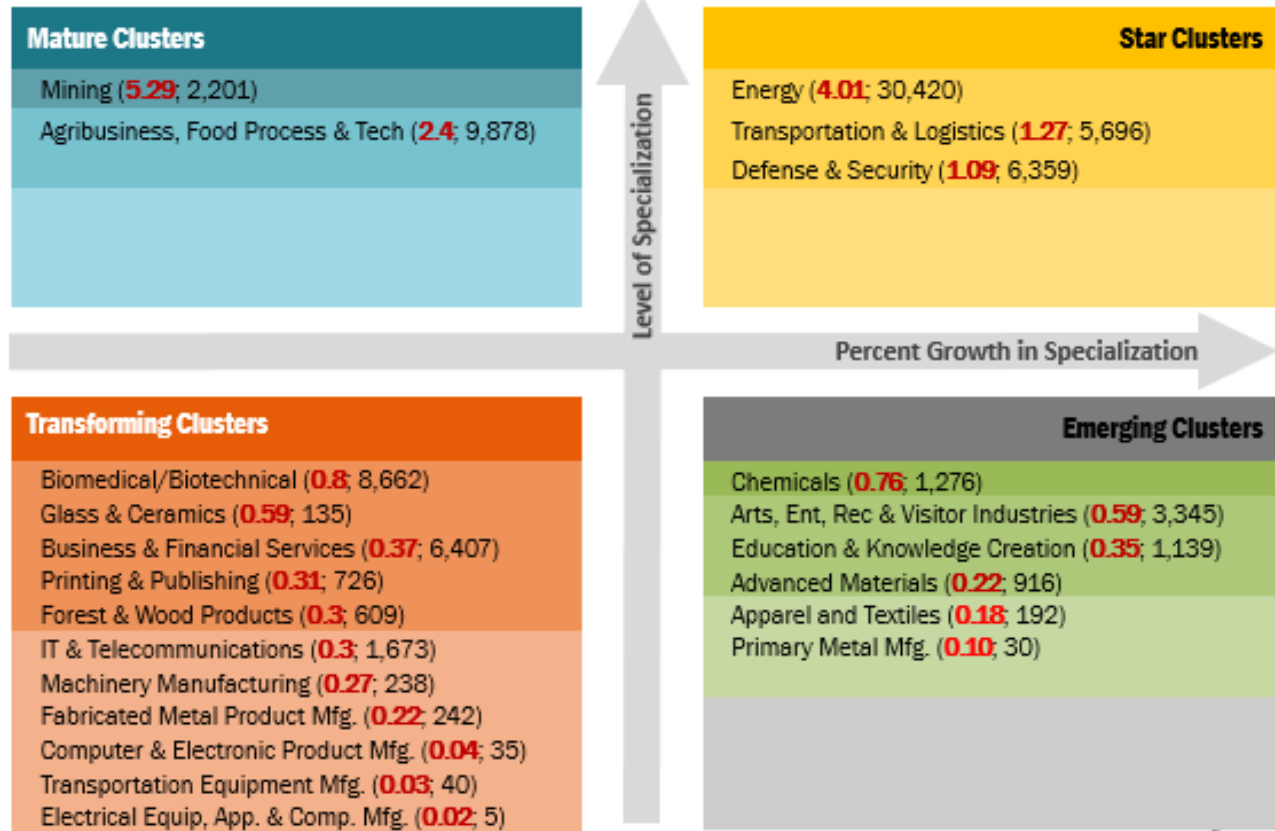 Mature Clusters
Mining (5.29; 2,201)
Agribusiness, Food Process & Tech (2.4; 9,878)
Star Clusters
Energy (4.01; 30,420)
Transportation & Logistics (1.27; 5,696)
Defense & Security (1.09; 6,359)
Level of Specialization
Percent Growth in Specialization
Transforming Clusters
Biomedical/Biotechnical (0.8; 8,662)
Glass & Ceramics (0.59; 135)
Business & Financial Services (0.37; 6,407)
Printing & Publishing (0.31; 726)
Forest & Wood Products (0.3; 609)
IT & Telecommunications (0.3; 1,673)
Machinery Manufacturing (0.27; 238)
Fabricated Metal Product Mfg. (0.22; 242)
Computer & Electronic Product Mfg. (0.04; 35)
Transportation Equipment Mfg. (0.03; 40)
Electrical Equip, App. & Comp. Mfg. (0.02; 5)
Emerging Clusters
Chemicals (0.76; 1,276)
Arts, Ent, Rec & Visitor Industries (0.59; 3,345)
Education & Knowledge Creation (0.35; 1,139)
Advanced Materials (0.22; 916)
Apparel and Textiles (0.18; 192)
Primary Metal Mfg. (0.10; 30)